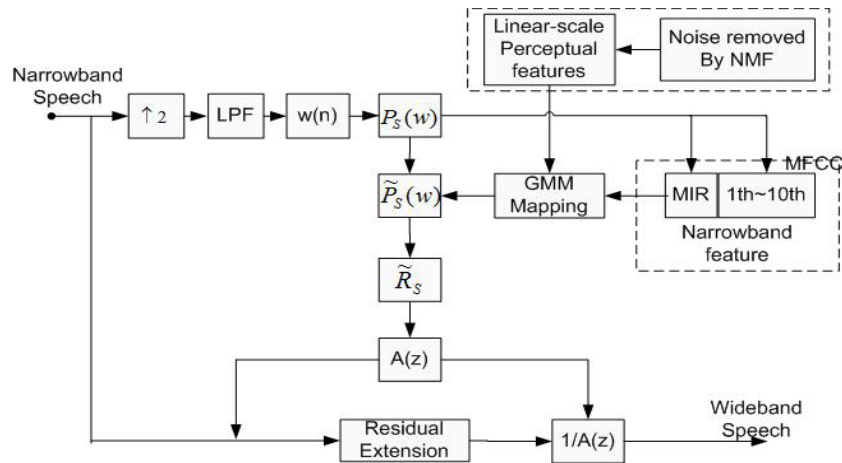 Linear-scale
Perceptual
features
Noise removed
By NMF
Narrowband
Speech
↑2
LPF
w(n)
P_S(w)
MFCC
P̃_S(w)
GMM
Mapping
MIR
1th~10th
Narrowband
feature
R̃_S
A(z)
Residual
Extension
1/A(z)
Wideband
Speech